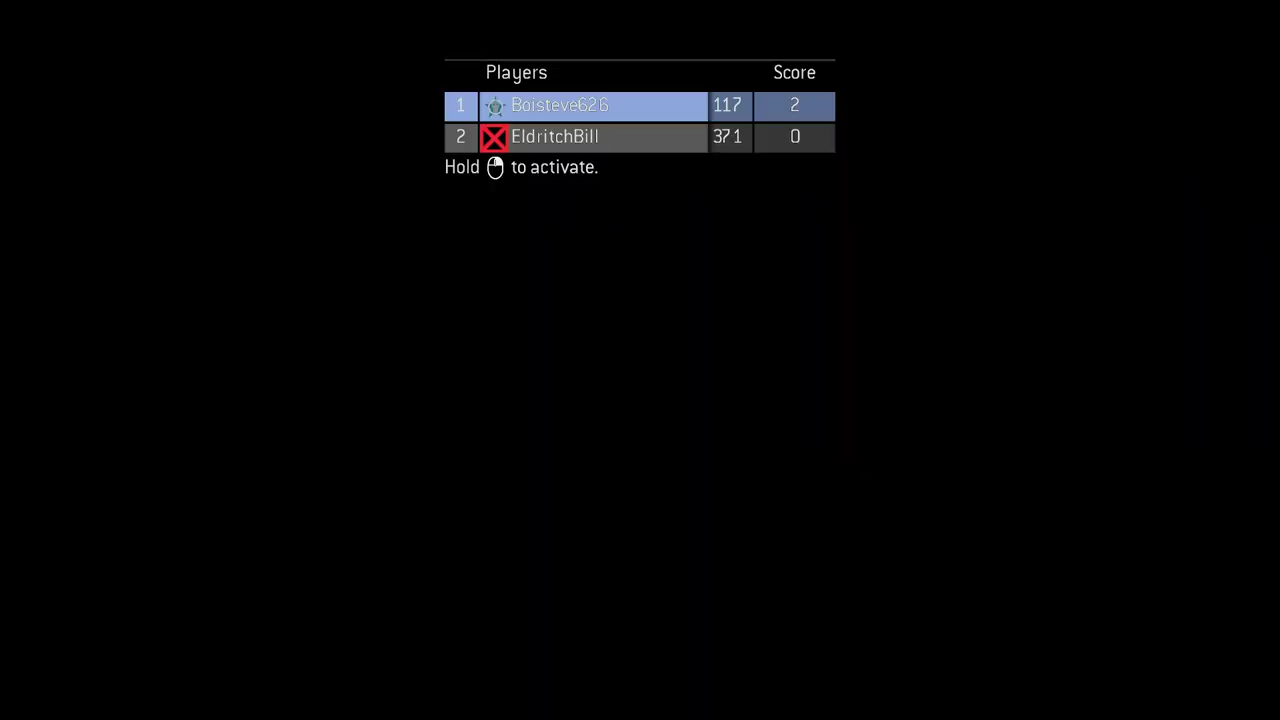 Players Score
1 Boisteve626 117 2
2 EldritchBill 371 0
Hold to activate.